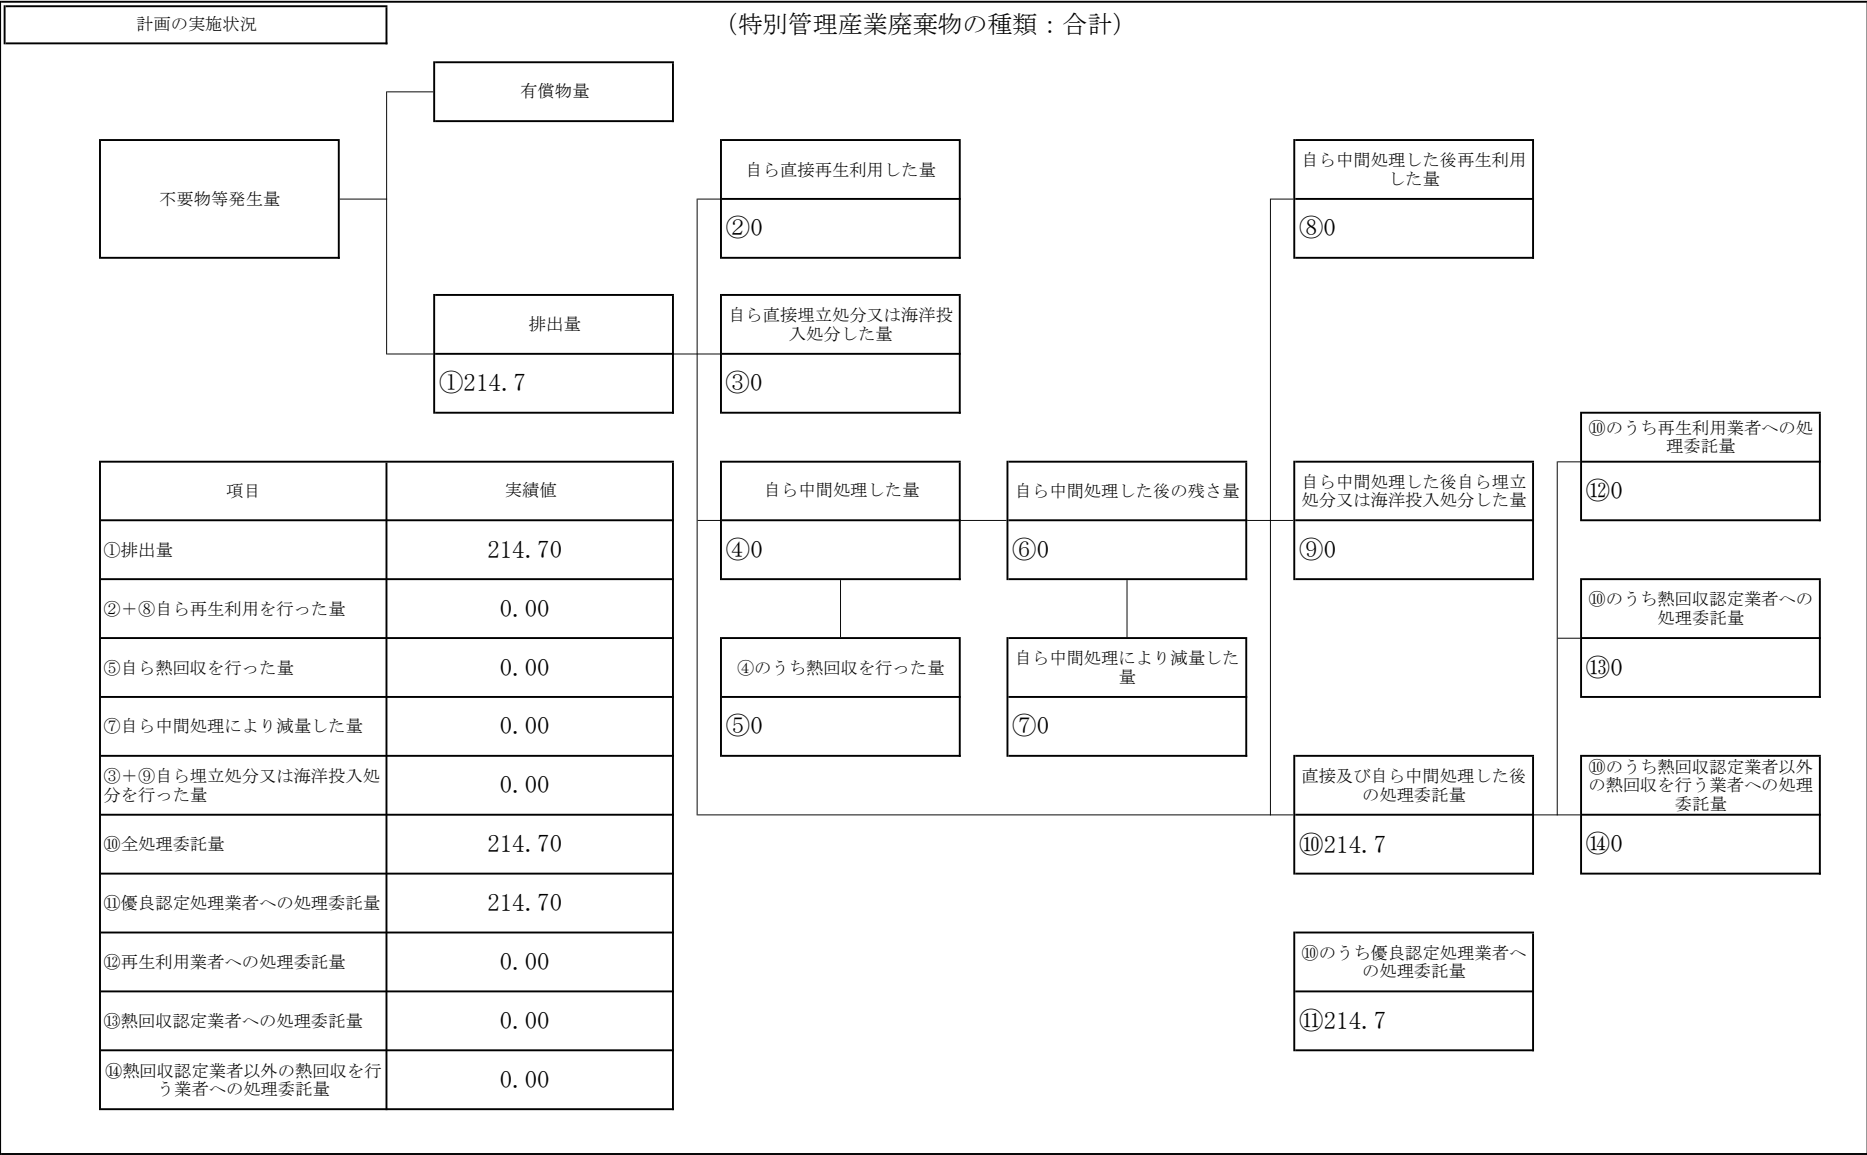 計画の実施状況
（特別管理産業廃棄物の種類：合計）
有償物量
不要物等発生量
排出量
①214.7
自ら直接再生利用した量
②0
自ら直接埋立処分又は海洋投
入処分した量
③0
自ら中間処理した後再生利用
した量
⑧0
自ら中間処理した量
④0
自ら中間処理した後の残さ量
⑥0
自ら中間処理した後自ら埋立
処分又は海洋投入処分した量
⑨0
⑩のうち再生利用業者への処
理委託量
⑫0
④のうち熱回収を行った量
⑤0
自ら中間処理により減量した
量
⑦0
⑩のうち熱回収認定業者への
処理委託量
⑬0
直接及び自ら中間処理した後
の処理委託量
⑩214.7
⑩のうち熱回収認定業者以外
の熱回収を行う業者への処理
委託量
⑭0
⑩のうち優良認定処理業者へ
の処理委託量
⑪214.7
項目 実績値
①排出量 214.70
②＋⑧自ら再生利用を行った量 0.00
⑤自ら熱回収を行った量 0.00
⑦自ら中間処理により減量した量 0.00
③＋⑨自ら埋立処分又は海洋投入処
分を行った量 0.00
⑩全処理委託量 214.70
⑪優良認定処理業者への処理委託量 214.70
⑫再生利用業者への処理委託量 0.00
⑬熱回収認定業者への処理委託量 0.00
⑭熱回収認定業者以外の熱回収を行
う業者への処理委託量 0.00